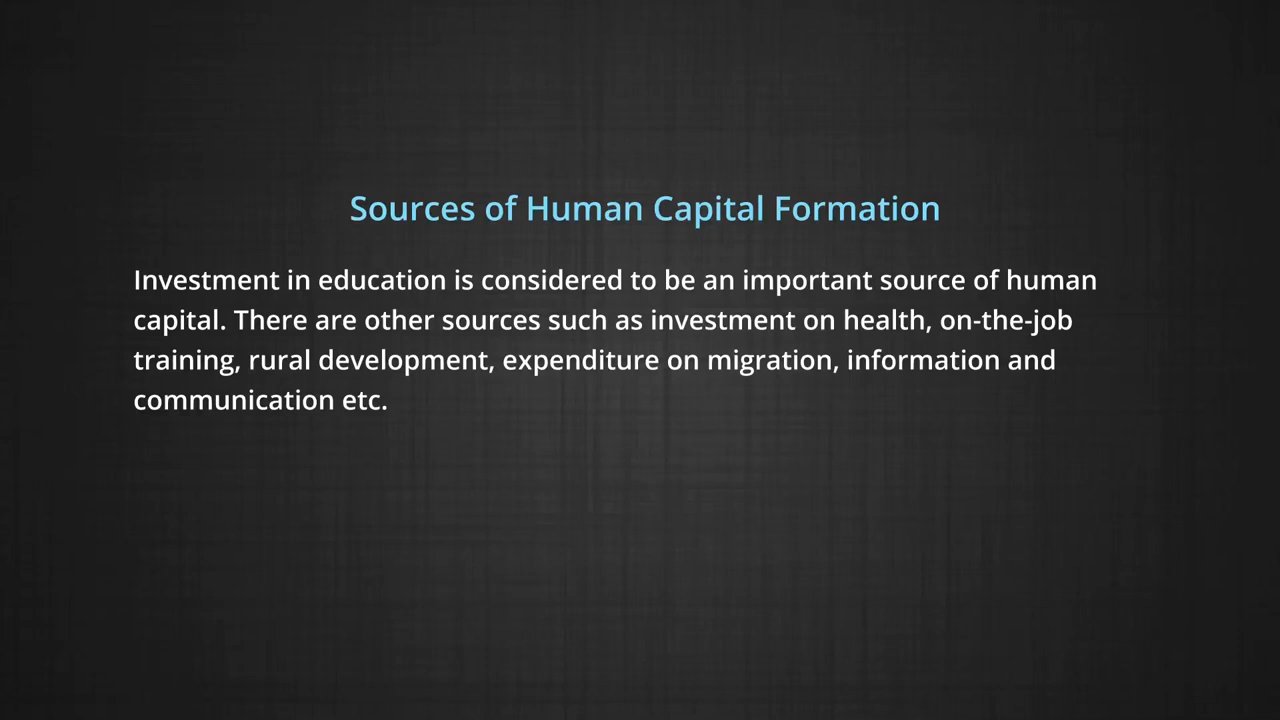 Sources of Human Capital Formation
Investment in education is considered to be an important source of human
capital. There are other sources such as investment on health, on-the-job
training, rural development, expenditure on migration, information and
communication etc.